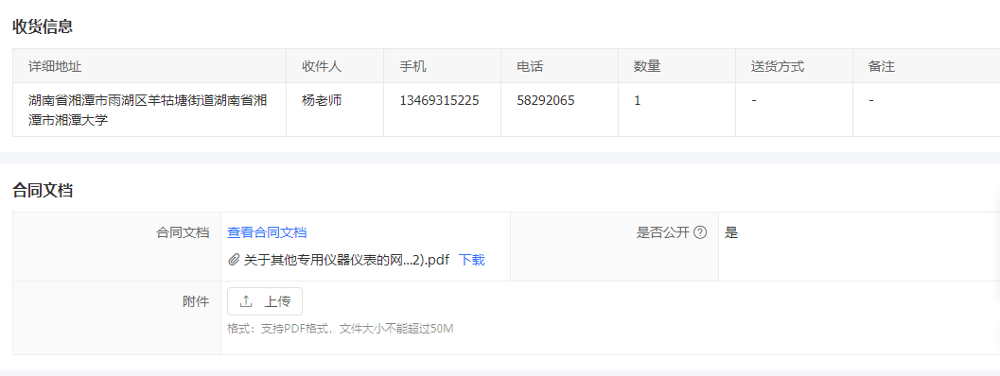 收货信息
详细地址 收件人 手机 电话 数量 送货方式 备注
湖南省湘潭市雨湖区羊牯塘街道湖南省湘 杨老师 13469315225 58292065 1 - -
潭市湘潭大学
合同文档
合同文档 查看合同文档 是否公开 ? 是
关于其他专用仪器仪表的网...2).pdf 下载
附件 上传
格式：支持PDF格式，文件大小不能超过50M